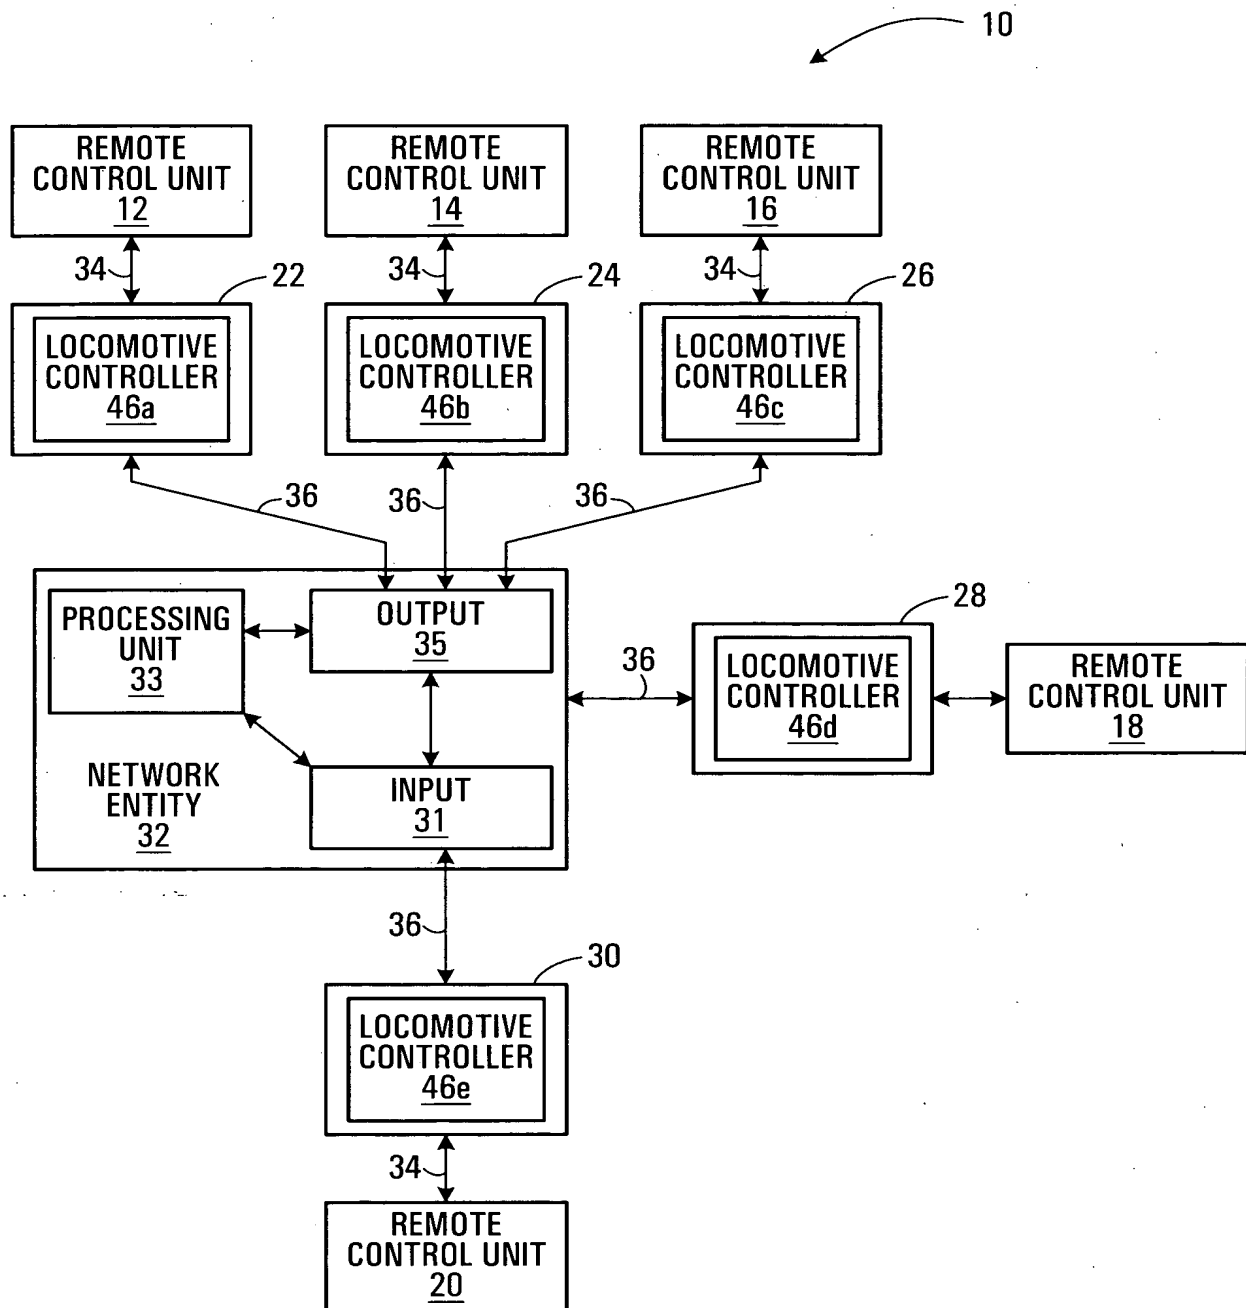 10
REMOTE
CONTROL UNIT
12
REMOTE
CONTROL UNIT
14
REMOTE
CONTROL UNIT
16
34
34
34
22
24
26
LOCOMOTIVE
CONTROLLER
46a
LOCOMOTIVE
CONTROLLER
46b
LOCOMOTIVE
CONTROLLER
46c
36
36
36
PROCESSING
UNIT
33
OUTPUT
35
NETWORK
ENTITY
32
INPUT
31
36
28
LOCOMOTIVE
CONTROLLER
46d
REMOTE
CONTROL UNIT
18
36
30
LOCOMOTIVE
CONTROLLER
46e
34
REMOTE
CONTROL UNIT
20